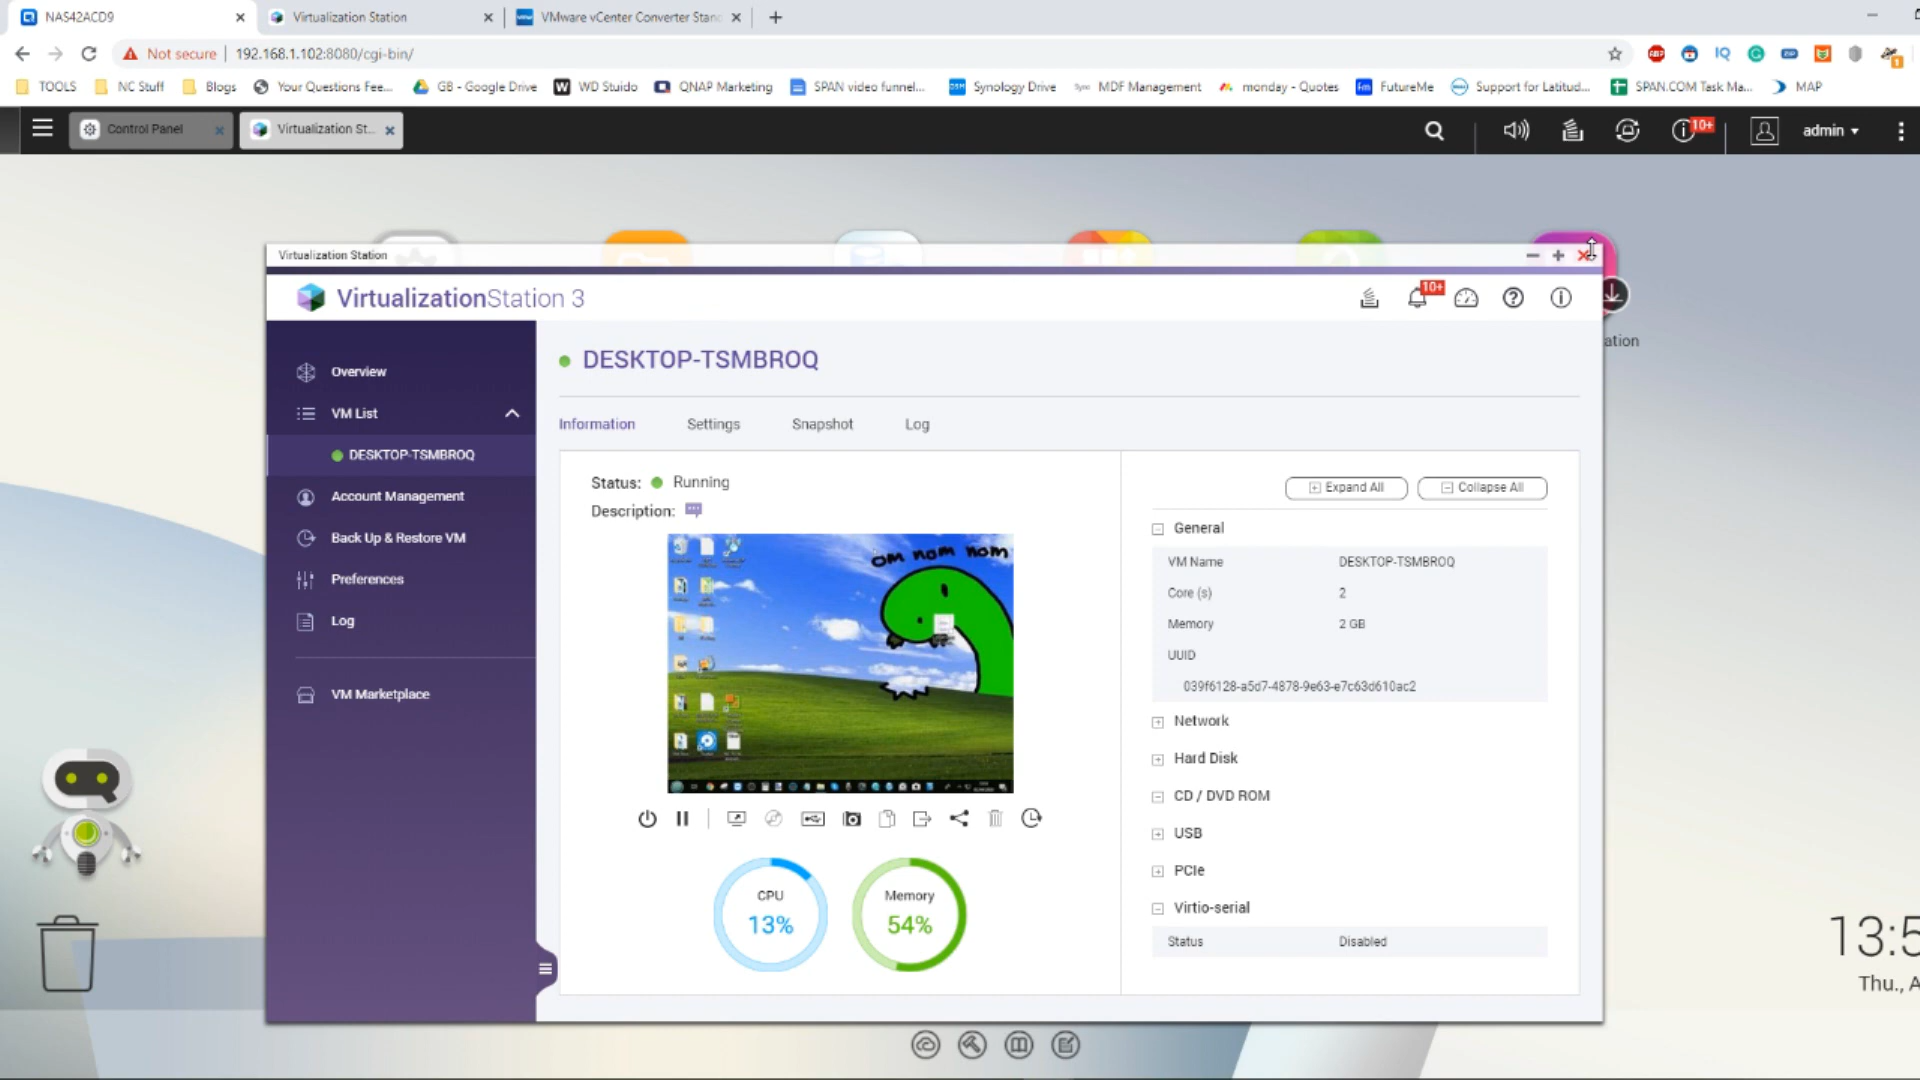 NAS42ACD9
Virtualization Station
VMware vCenter Converter Stanc
Not secure
192.168.1.102:8080/cgi-bin/
TOOLS
NC Stuff
Blogs
Your Questions Fee...
GB - Google Drive
WD Stuido
QNAP Marketing
SPAN video funnel...
Synology Drive
MDF Management
monday - Quotes
FutureMe
Support for Latitud...
SPAN.COM Task Ma...
MAP
Control Panel
Virtualization St...
10+
admin
Virtualization Station
VirtualizationStation 3
10+
ation
Overview
VM List
DESKTOP-TSMBROQ
Account Management
Back Up & Restore VM
Preferences
Log
VM Marketplace
DESKTOP-TSMBROQ
Information
Settings
Snapshot
Log
Status:
Running
Description:
om nom nom
CPU
13%
Memory
54%
Expand All
Collapse All
General
VM Name
DESKTOP-TSMBROQ
Core (s)
2
Memory
2 GB
UUID
039f6128-a5d7-4878-9e63-e7c63d610ac2
Network
Hard Disk
CD / DVD ROM
USB
PCIe
Virtio-serial
Status
Disabled
13:5
Thu., A